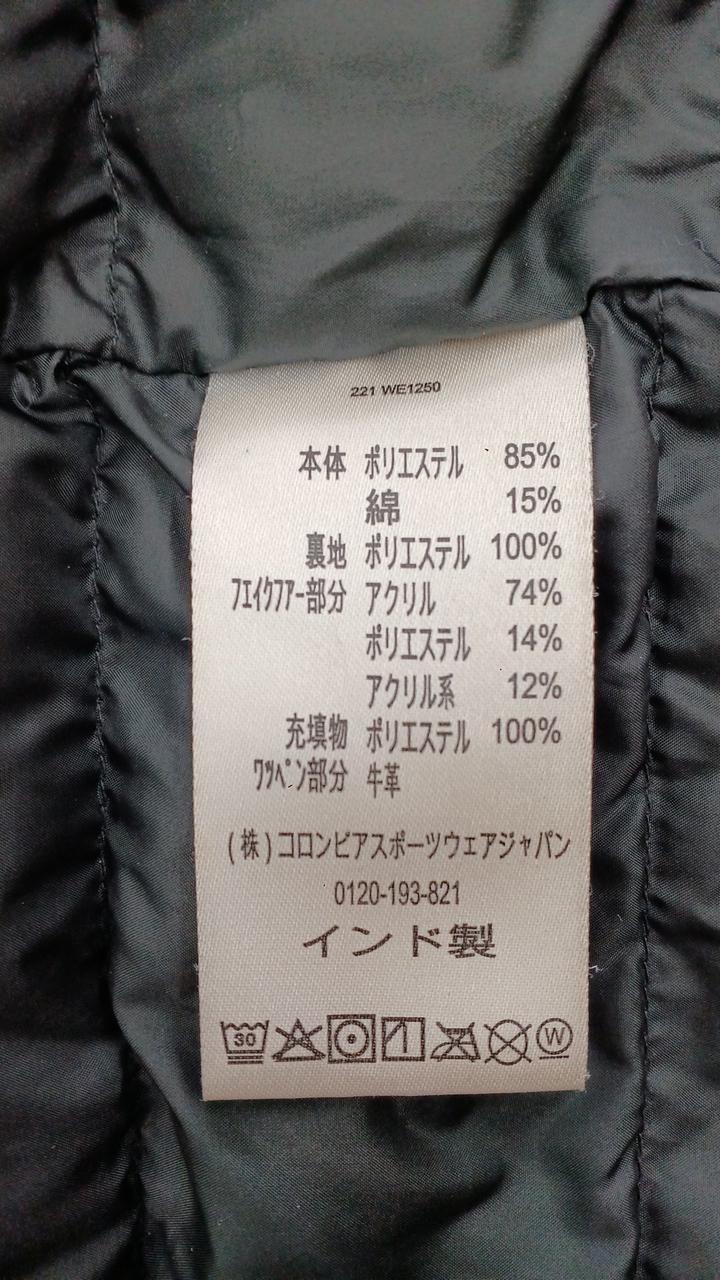 221 WE1250
本体 ポリエステル 85%
綿 15%
裏地 ポリエステル 100%
フェイクファー部分 アクリル 74%
ポリエステル 14%
アクリル系 12%
充填物 ポリエステル 100%
ワッペン部分 牛革
(株)コロンビアスポーツウェアジャパン
0120-193-821
インド製
30 W